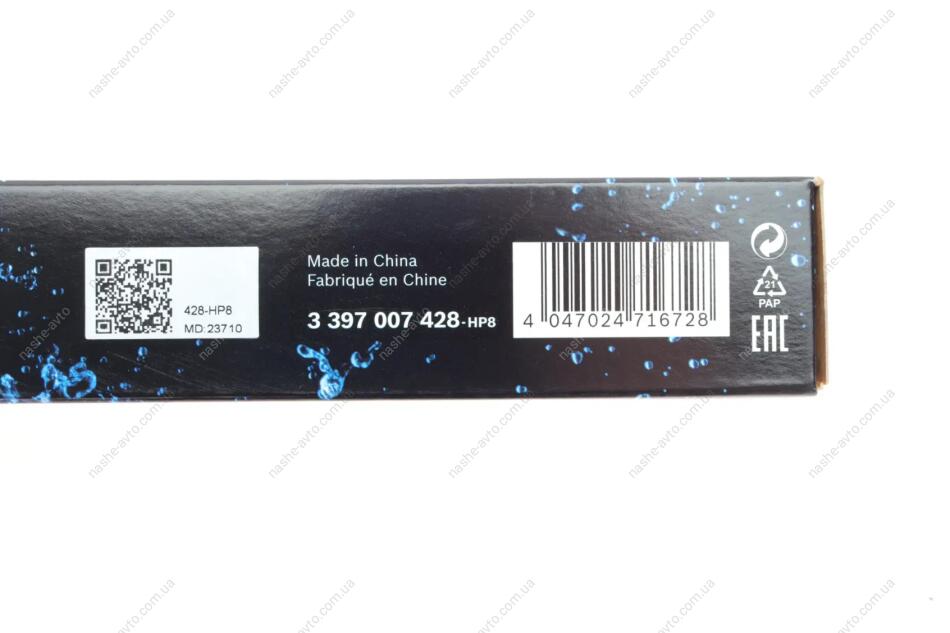 428-HP8
MD:23710
Made in China
Fabriqué en Chine
3 397 007 428-HP8
4 047024 716728
21
PAP
EAC
nashe-avto.com.ua